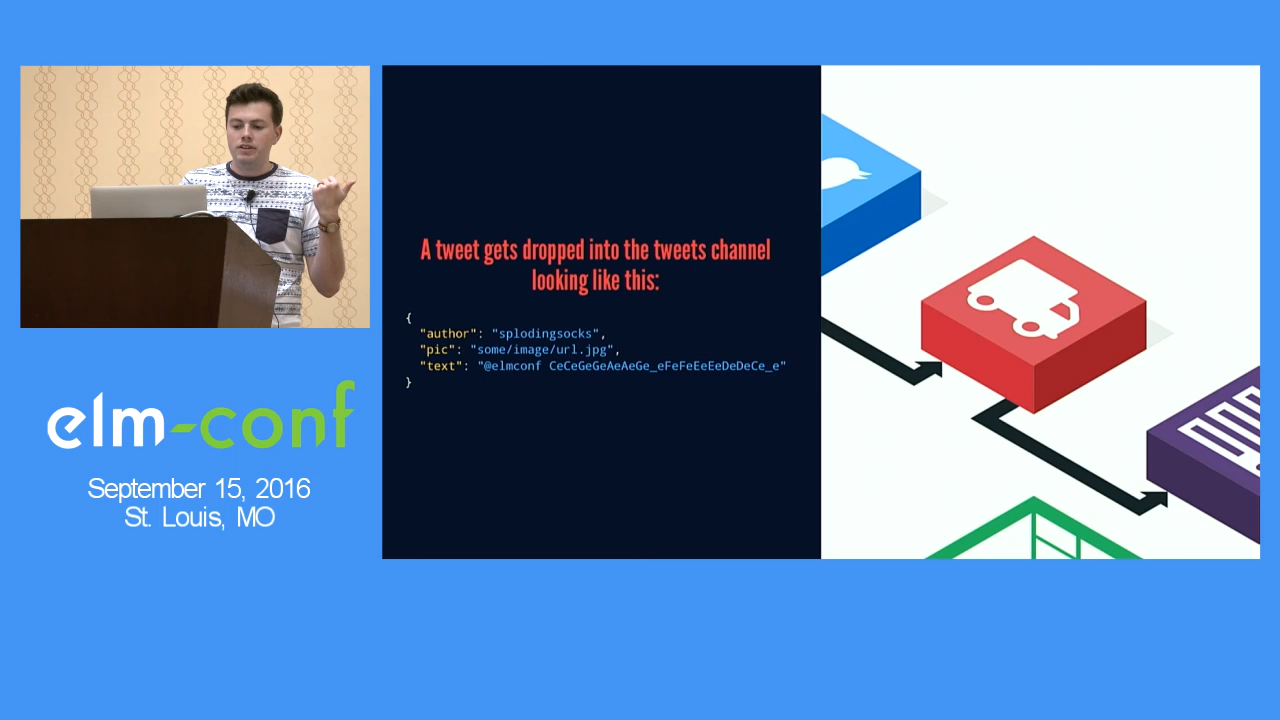 A tweet gets dropped into the tweets channel
looking like this:
{
"author": "splodingsocks",
"pic": "some/image/url.jpg",
"text": "@elmconf CeCeGeGeAeAeGe_eFeFeEeEeDeDeCe_e"
}
elm-conf
September 15, 2016
St. Louis, MO